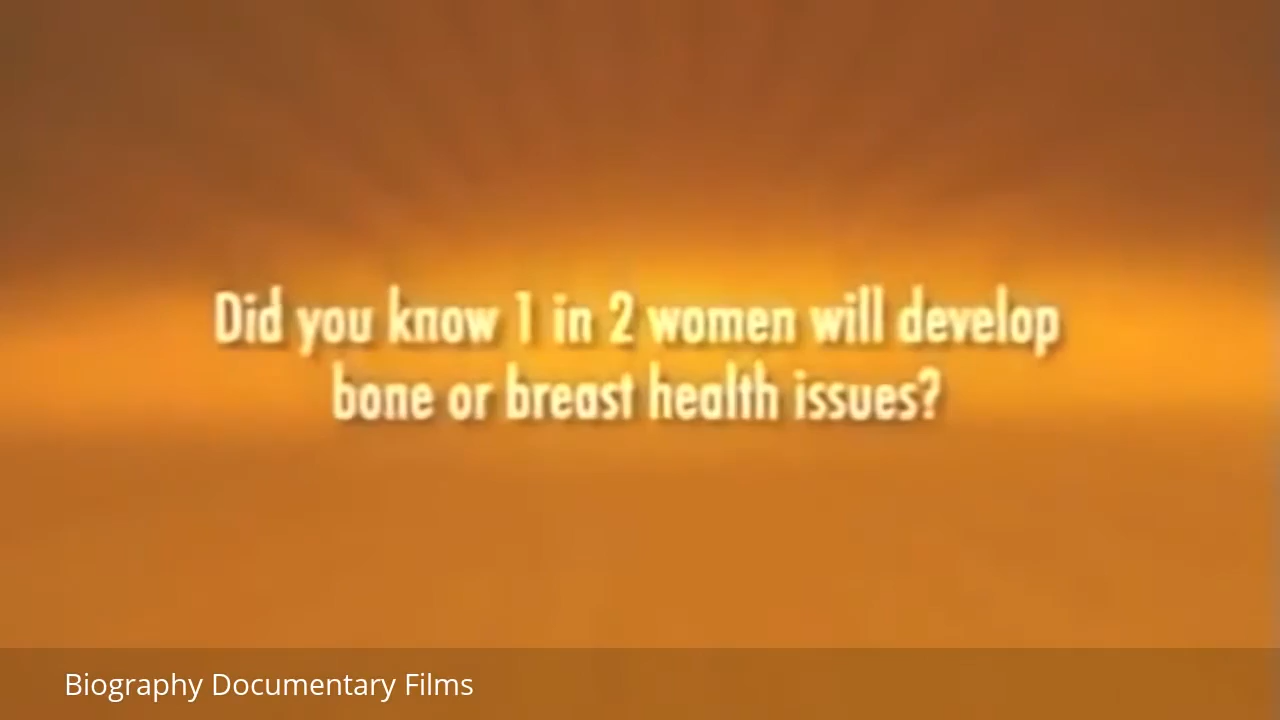 Did you know 1 in 2 women will develop
bone or breast health issues?
Biography Documentary Films